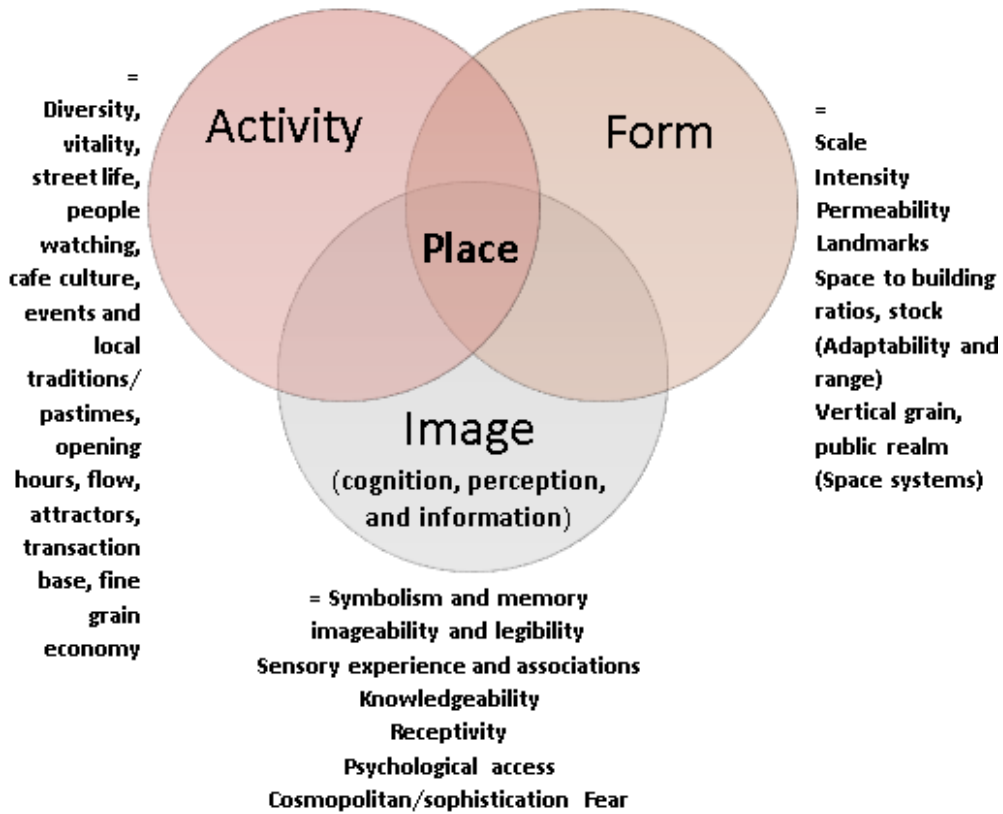 Activity
Form
Place
Image
(cognition, perception,
and information)
=
Diversity,
vitality,
street life,
people
watching,
cafe culture,
events and
local
traditions/
pastimes,
opening
hours, flow,
attractors,
transaction
base, fine
grain
economy
=
Scale
Intensity
Permeability
Landmarks
Space to building
ratios, stock
(Adaptability and
range)
Vertical grain,
public realm
(Space systems)
= Symbolism and memory
imageability and legibility
Sensory experience and associations
Knowledgeability
Receptivity
Psychological access
Cosmopolitan/sophistication Fear